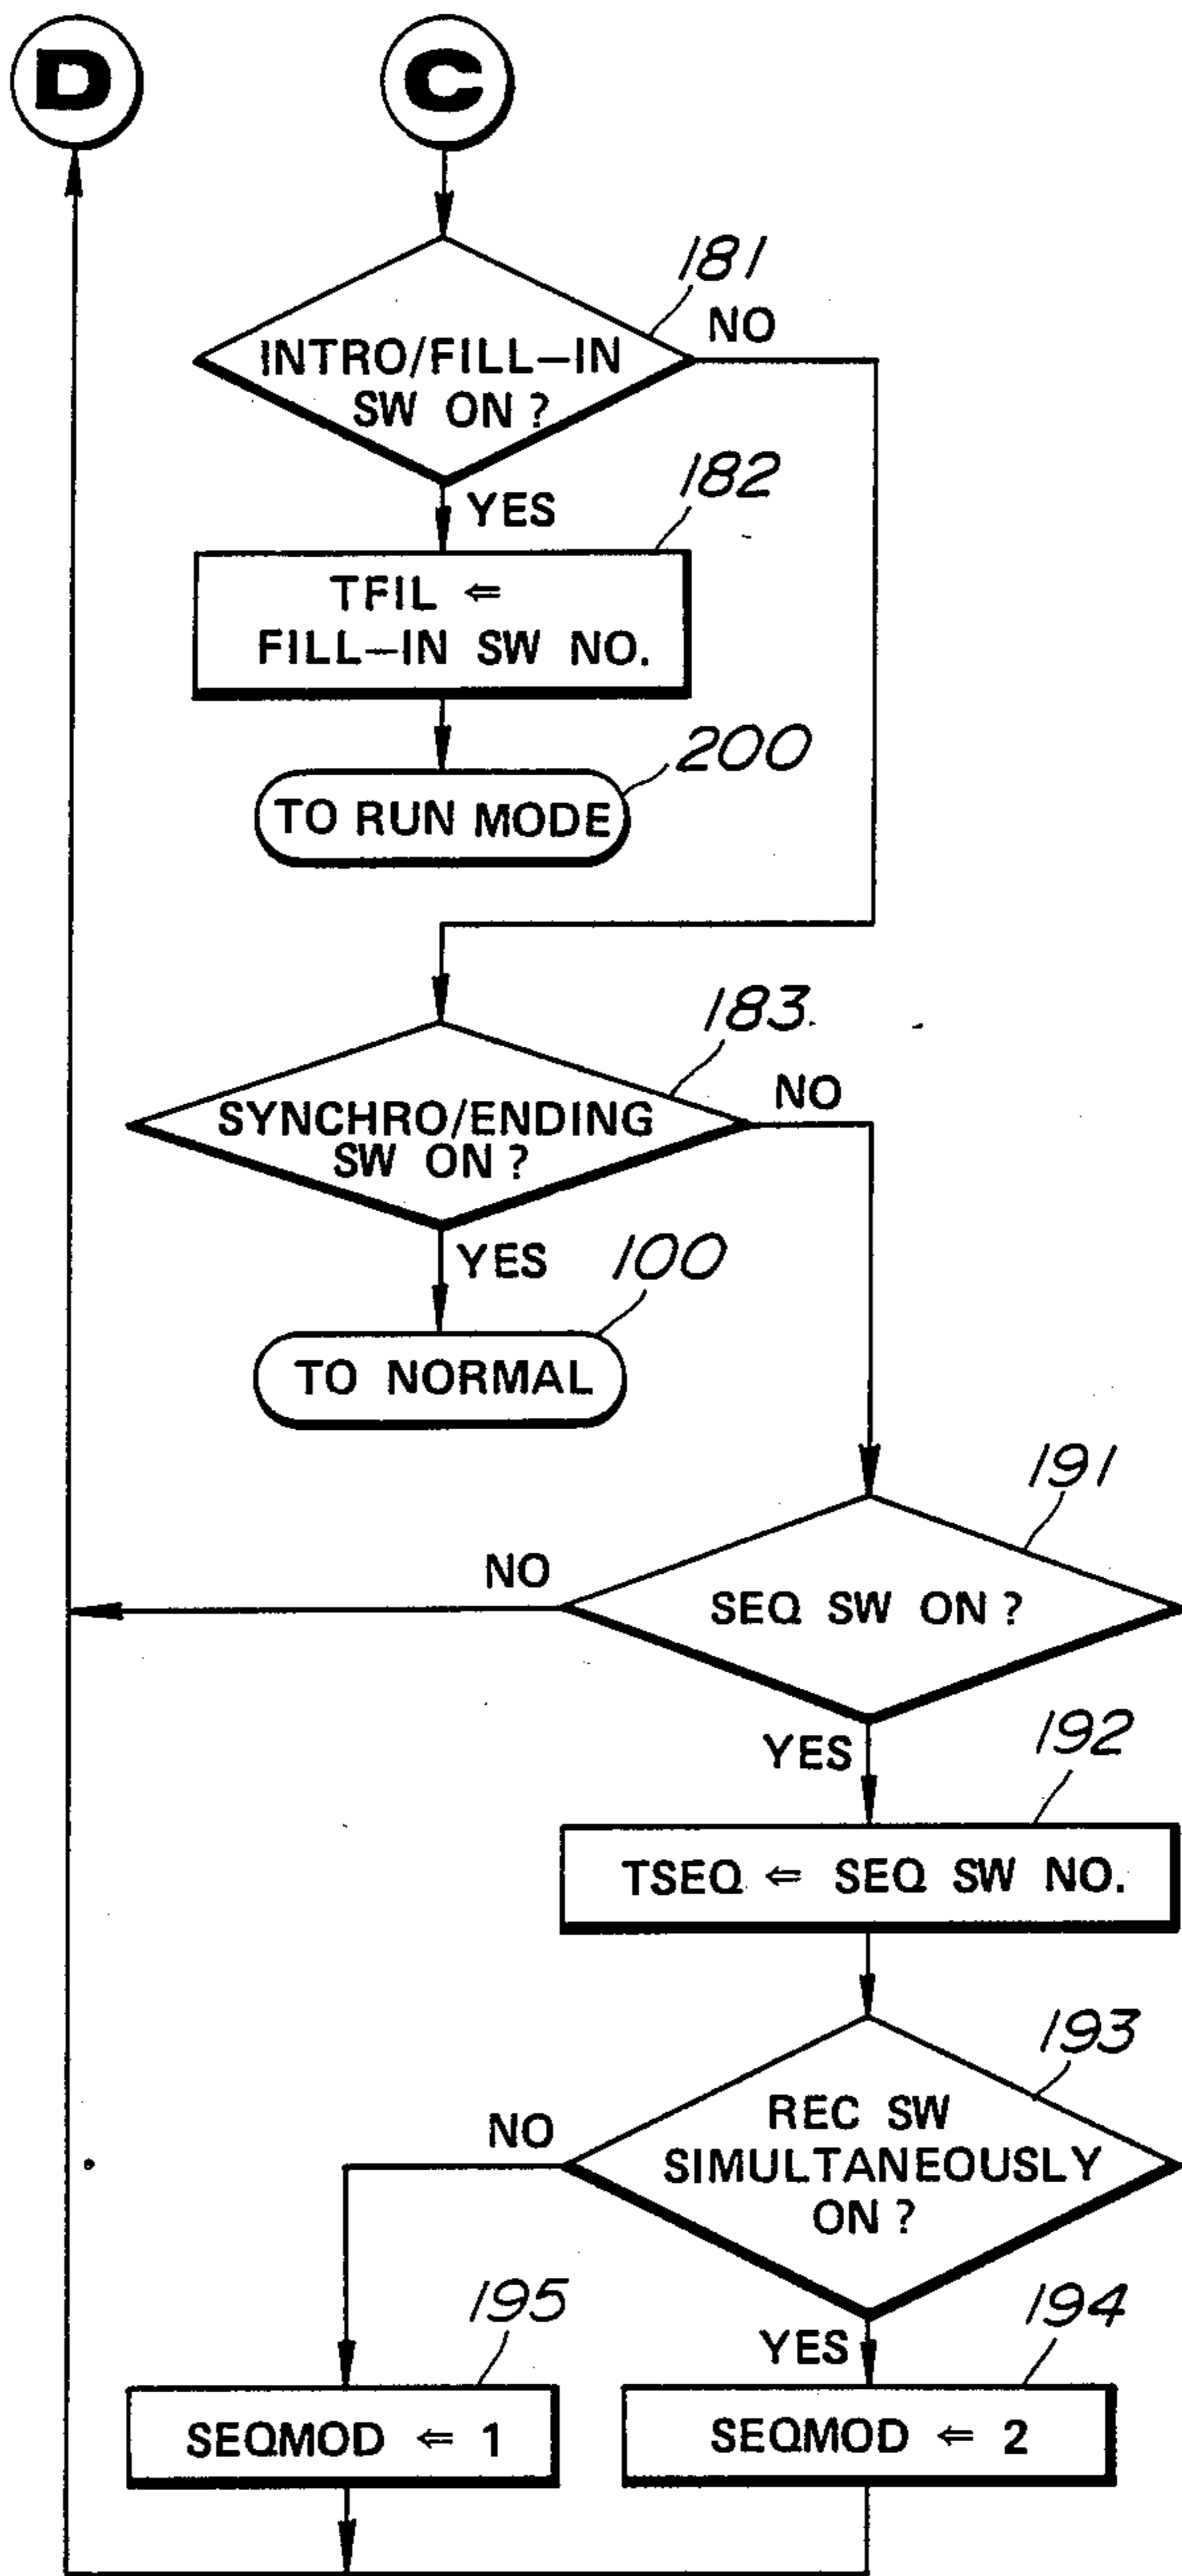 D
C
181
NO
INTRO/FILL—IN
SW ON ?
182
YES
TFIL ⇐
FILL—IN SW NO.
200
TO RUN MODE
183
NO
SYNCHRO/ENDING
SW ON ?
YES
100
TO NORMAL
191
NO
SEQ SW ON ?
YES
192
TSEQ ⇐ SEQ SW NO.
193
NO
REC SW
SIMULTANEOUSLY
ON ?
195
YES
194
SEQMOD ⇐ 1
SEQMOD ⇐ 2